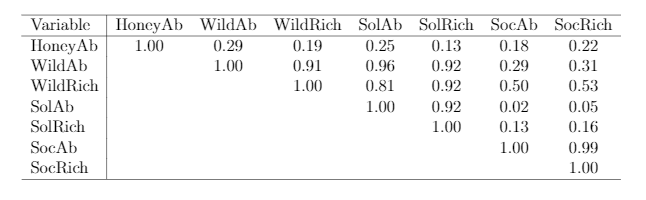 Variable HoneyAb WildAb WildRich SolAb SolRich SocAb SocRich
HoneyAb 1.00 0.29 0.19 0.25 0.13 0.18 0.22
WildAb 1.00 0.91 0.96 0.92 0.29 0.31
WildRich 1.00 0.81 0.92 0.50 0.53
SolAb 1.00 0.92 0.02 0.05
SolRich 1.00 0.13 0.16
SocAb 1.00 0.99
SocRich 1.00